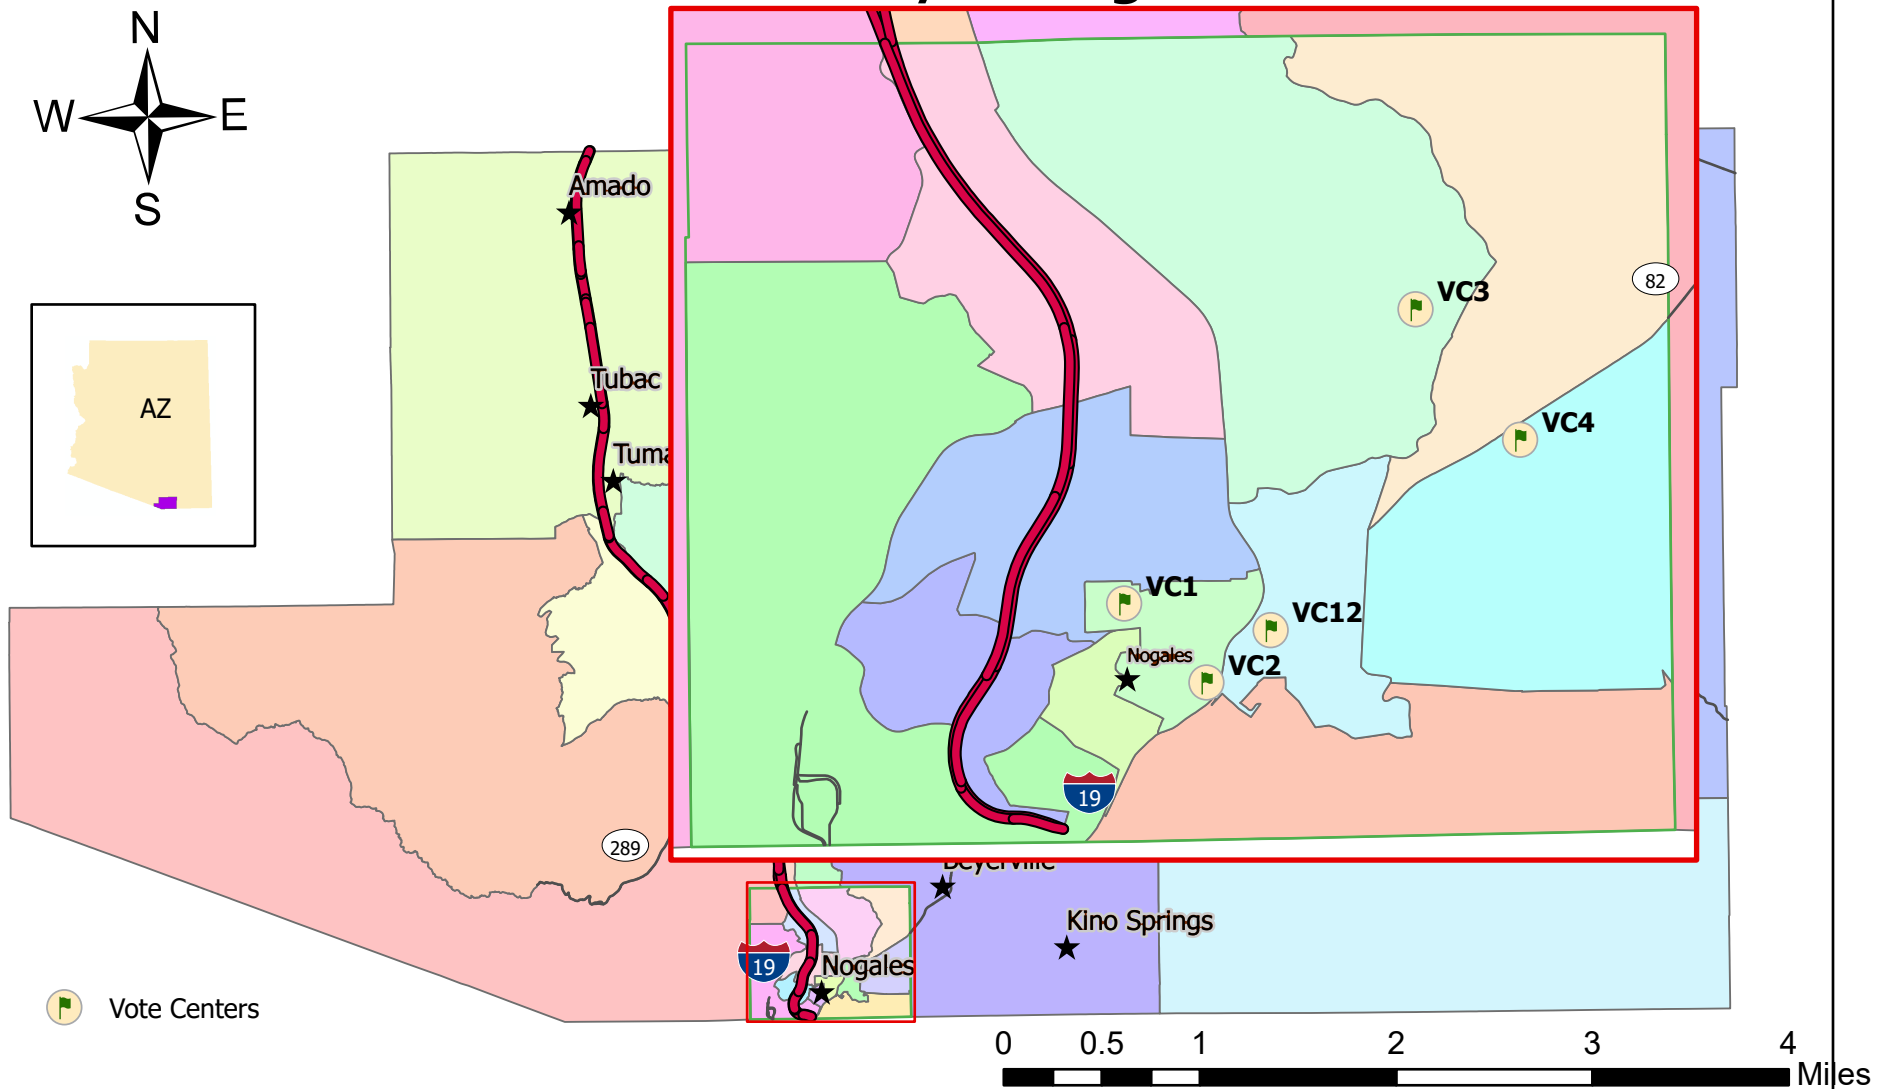 N
W E
S
Amado
Tubac
AZ
289
VC3
82
VC4
VC1
VC12
Nogales
VC2
19
Beyerville
Kino Springs
19
Nogales
Vote Centers
0 0.5 1 2 3 4
Miles